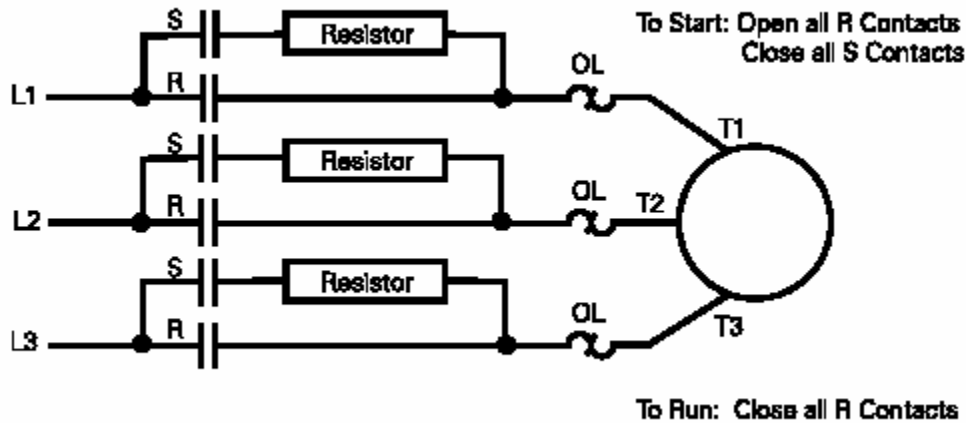 To Start: Open all R Contacts
Close all S Contacts
S
Resistor
OL
L1
R
T1
S
Resistor
OL
T2
L2
R
S
Resistor
OL
T3
L3
R
To Run: Close all R Contacts